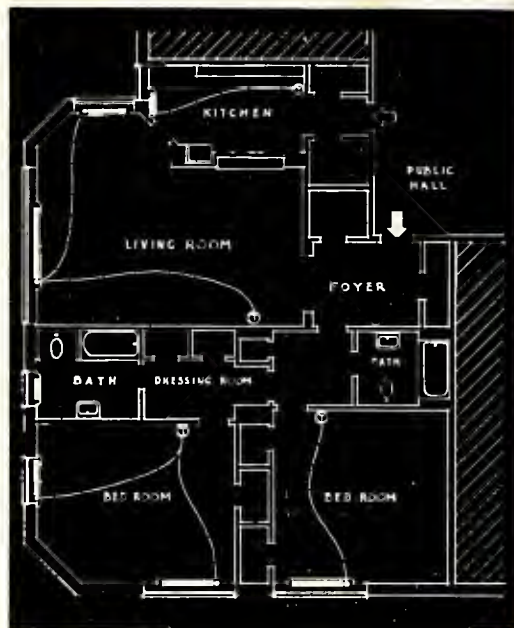 KITCHEN
PUBLIC
HALL
LIVING ROOM
FOYER
BATH
DRESSING ROOM
BATH
BED ROOM
BED ROOM